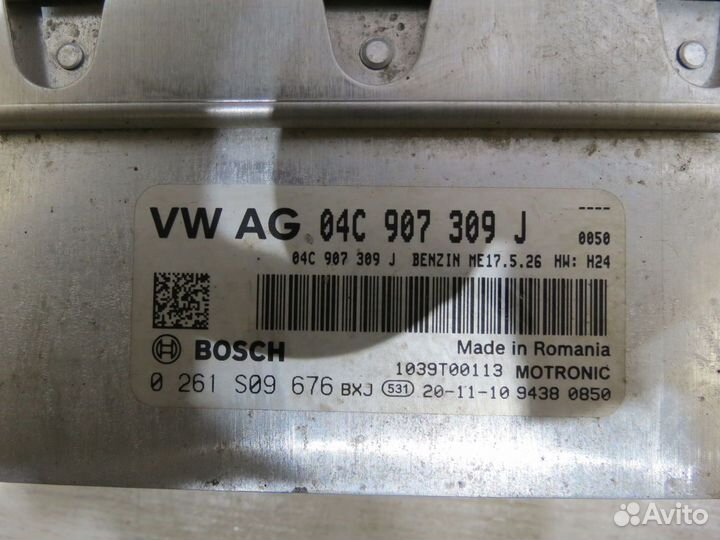 ----
VW AG 04C 907 309 J 0050
04C 907 309 J BENZIN ME17.5.26 HW: H24
BOSCH Made in Romania
1039T00113 MOTRONIC
0 261 S09 676 BXJ 531 20-11-10 9438 0850
Avito